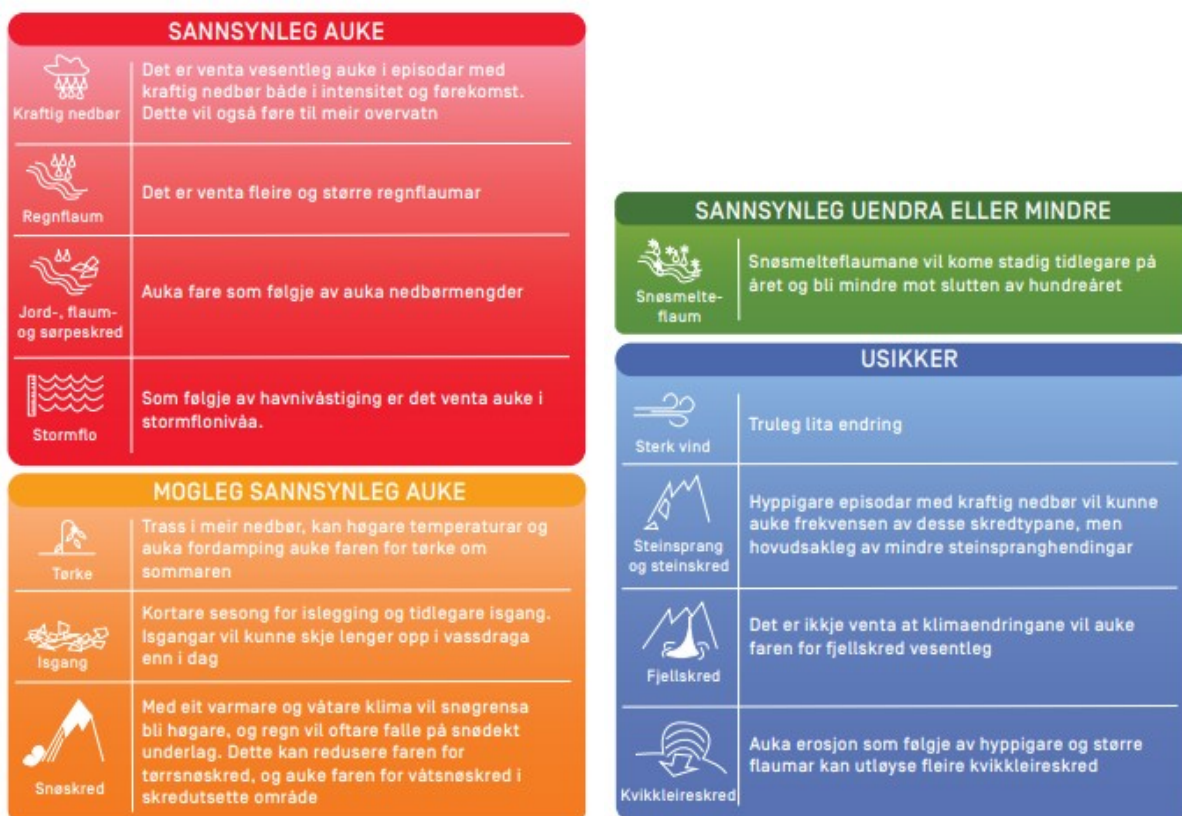 SANNSYNLEG AUKE
Kraftig nedbør
Det er venta vesentleg auke i episodar med
kraftig nedbør både i intensitet og førekomst.
Dette vil også føre til meir overvatn
Regnflaum
Det er venta fleire og større regnflaumar
Jord-, flaum-
og sørpeskred
Auka fare som følgje av auka nedbørmengder
Stormflo
Som følgje av havnivåstiging er det venta auke i
stormflonivåa.
MOGLEG SANNSYNLEG AUKE
Tørke
Trass i meir nedbør, kan høgare temperaturar og
auka fordamping auke faren for tørke om
sommaren
Isgang
Kortare sesong for islegging og tidlegare isgang.
Isgangar vil kunne skje lenger opp i vassdraga
enn i dag
Snøskred
Med eit varmare og våtare klima vil snøgrensa
bli høgare, og regn vil oftare falle på snødekt
underlag. Dette kan redusere faren for
tørrsnøskred, og auke faren for våtsnøskred i
skredutsette område
SANNSYNLEG UENDRA ELLER MINDRE
Snøsmelte-
flaum
Snøsmelteflaumane vil kome stadig tidlegare på
året og bli mindre mot slutten av hundreåret
USIKKER
Sterk vind
Truleg lita endring
Steinsprang
og steinskred
Hyppigare episodar med kraftig nedbør vil kunne
auke frekvensen av desse skredtypane, men
hovudsakleg av mindre steinspranghendingar
Fjellskred
Det er ikkje venta at klimaendringane vil auke
faren for fjellskred vesentleg
Kvikkleireskred
Auka erosjon som følgje av hyppigare og større
flaumar kan utløyse fleire kvikkleireskred